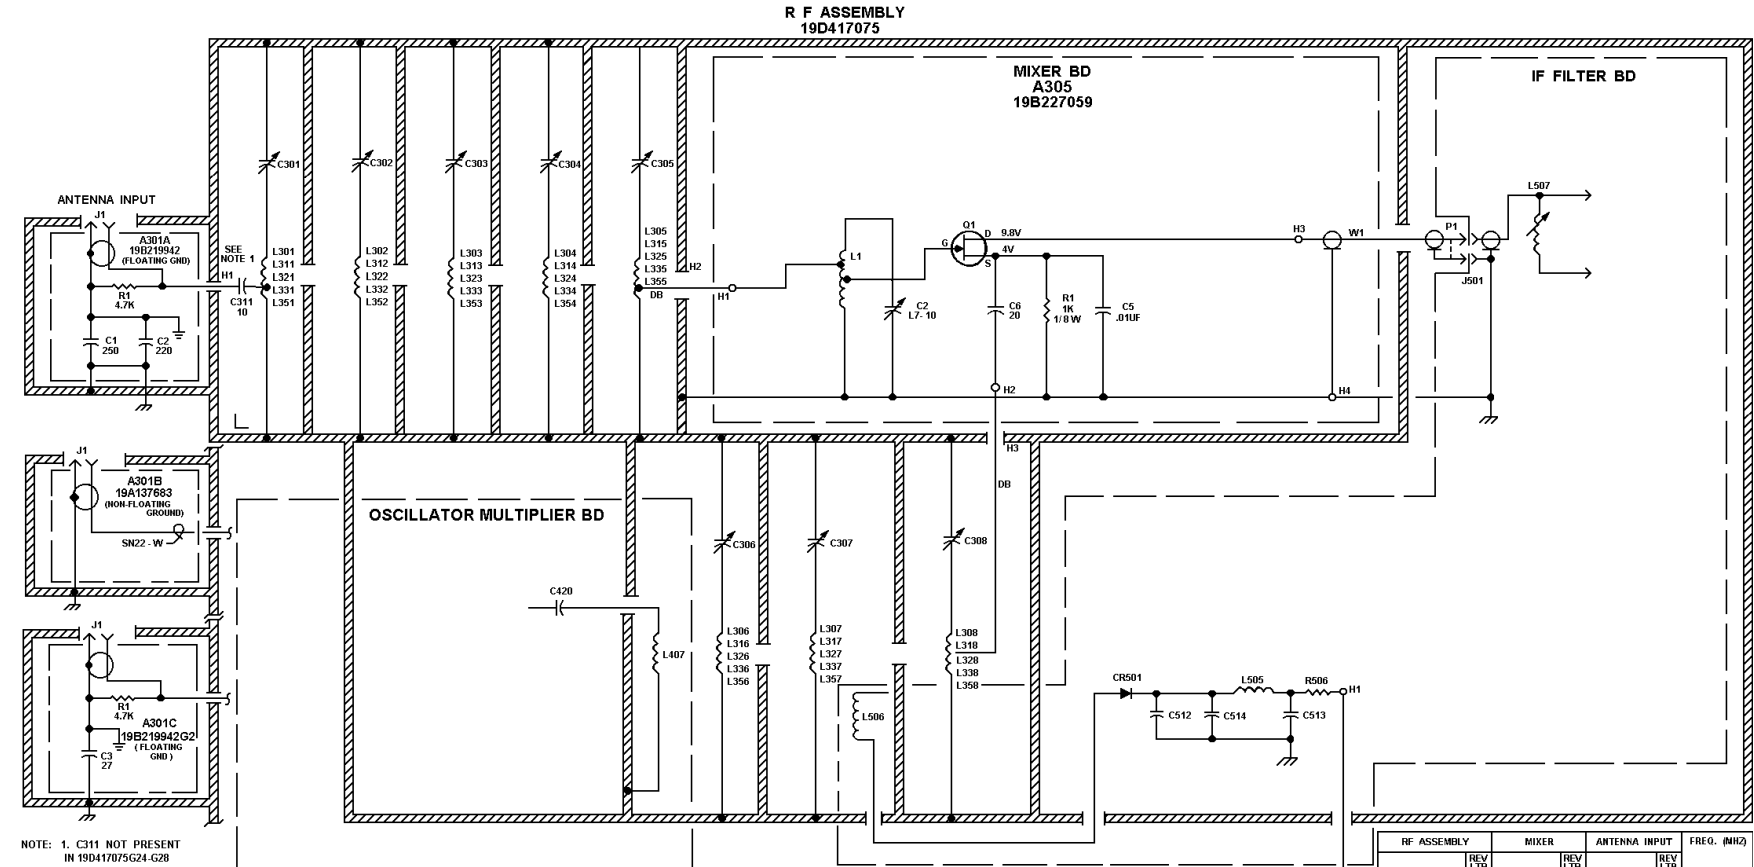 R F ASSEMBLY
19D417075
MIXER BD
A305
19B227059
IF FILTER BD
C301
C302
C303
C304
C305
ANTENNA INPUT
J1
A301A
19B219942
(FLOATING GND)
R1
4.7K
C1
250
C2
220
SEE
NOTE 1
H1
C311
10
L301
L311
L321
L331
L351
L302
L312
L322
L332
L352
L303
L313
L323
L333
L353
L304
L314
L324
L334
L354
L305
L315
L325
L335
L355
DB
H2
H1
L1
C2
L7-10
Q1
G
D
S
9.8V
4V
C6
20
R1
1K
1/8 W
C5
.01UF
H2
H3
W1
H4
P1
J501
L507
J1
A301B
19A137683
(NON-FLOATING
GROUND)
SN22-W
OSCILLATOR MULTIPLIER BD
C420
L407
C306
C307
C308
H3
DB
L306
L316
L326
L336
L356
L307
L317
L327
L337
L357
L308
L318
L328
L338
L358
L506
CR501
C512
C514
L505
C513
R506
H1
J1
R1
4.7K
A301C
19B219942G2
(FLOATING
GND)
C3
27
NOTE: 1. C311 NOT PRESENT
IN 19D417075G24-G28
RF ASSEMBLY MIXER ANTENNA INPUT FREQ. (MHZ)
REV REV REV
LTR LTR LTR